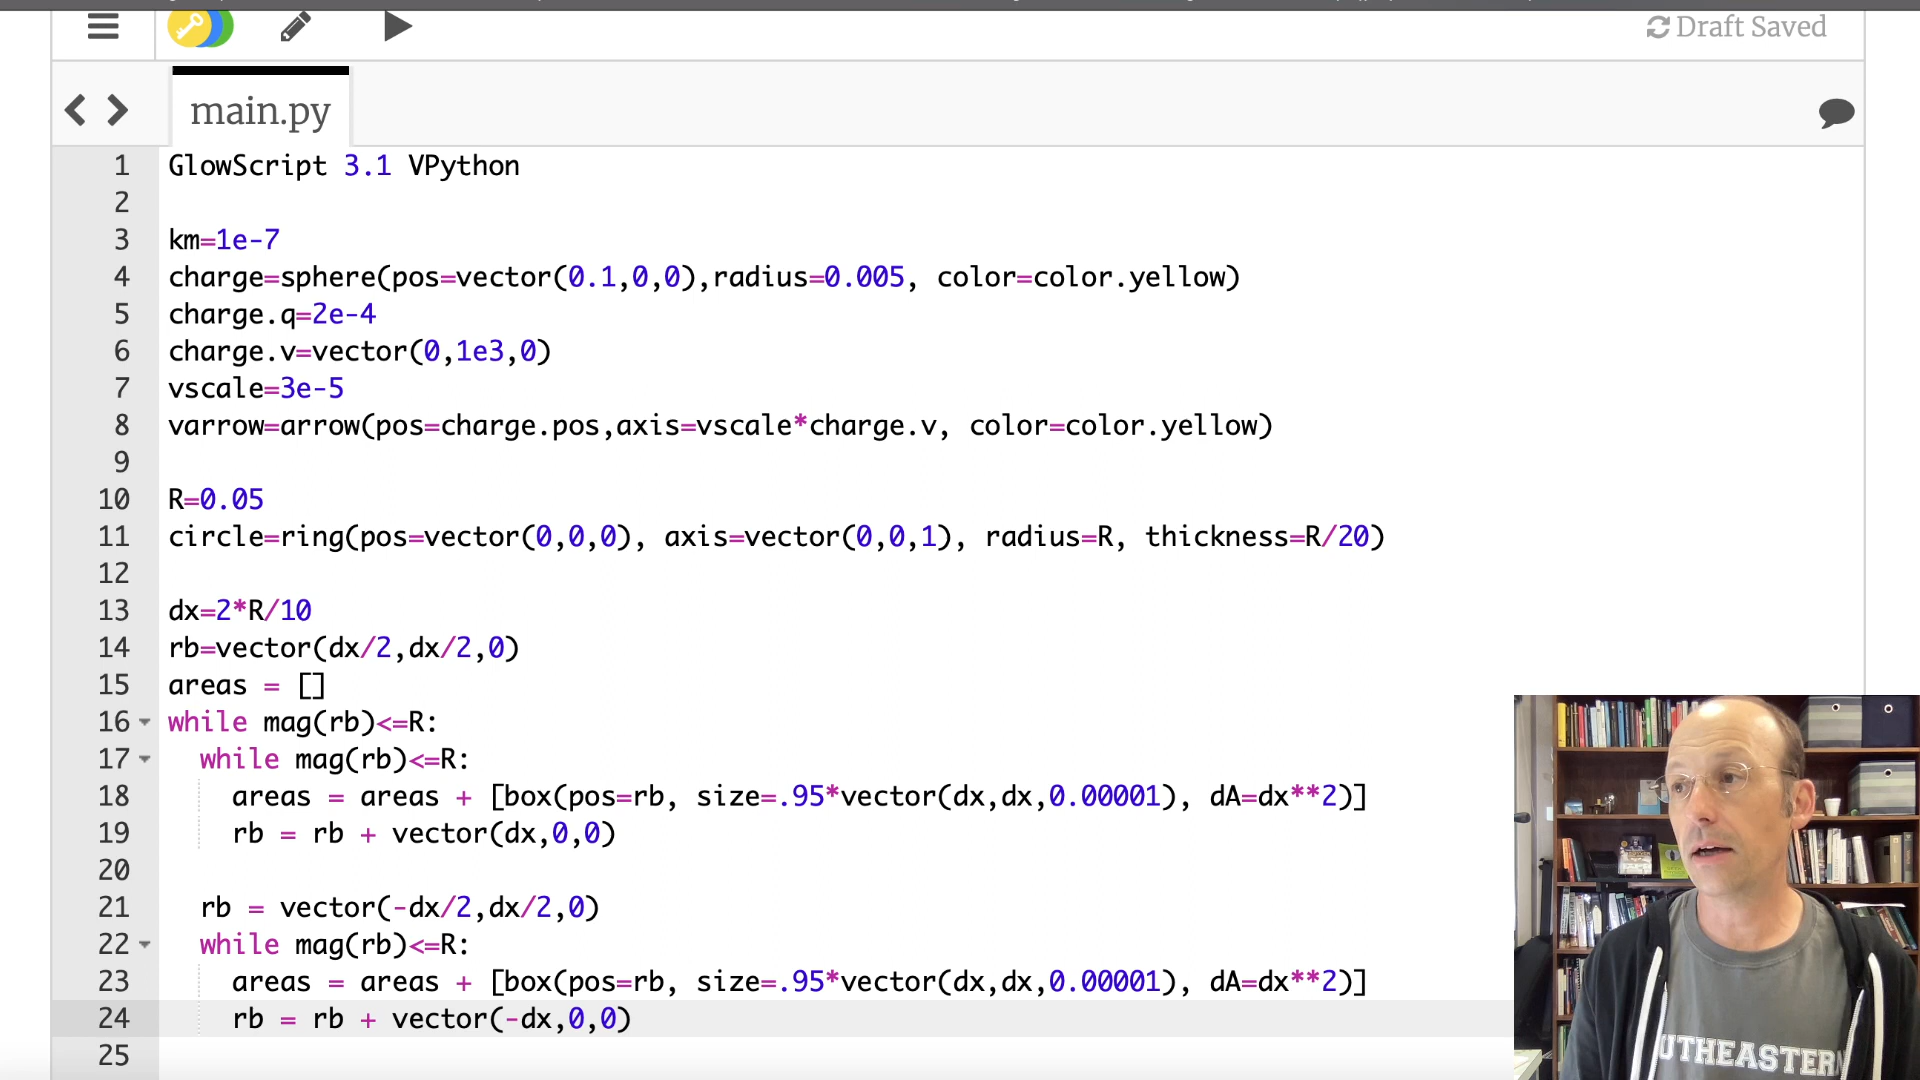 Draft Saved
main.py
1 GlowScript 3.1 VPython
2
3 km=1e-7
4 charge=sphere(pos=vector(0.1,0,0),radius=0.005, color=color.yellow)
5 charge.q=2e-4
6 charge.v=vector(0,1e3,0)
7 vscale=3e-5
8 varrow=arrow(pos=charge.pos,axis=vscale*charge.v, color=color.yellow)
9
10 R=0.05
11 circle=ring(pos=vector(0,0,0), axis=vector(0,0,1), radius=R, thickness=R/20)
12
13 dx=2*R/10
14 rb=vector(dx/2,dx/2,0)
15 areas = []
16 while mag(rb)<=R:
17 while mag(rb)<=R:
18 areas = areas + [box(pos=rb, size=.95*vector(dx,dx,0.00001), dA=dx**2)]
19 rb = rb + vector(dx,0,0)
20
21 rb = vector(-dx/2,dx/2,0)
22 while mag(rb)<=R:
23 areas = areas + [box(pos=rb, size=.95*vector(dx,dx,0.00001), dA=dx**2)]
24 rb = rb + vector(-dx,0,0)
25
UTHEASTERN